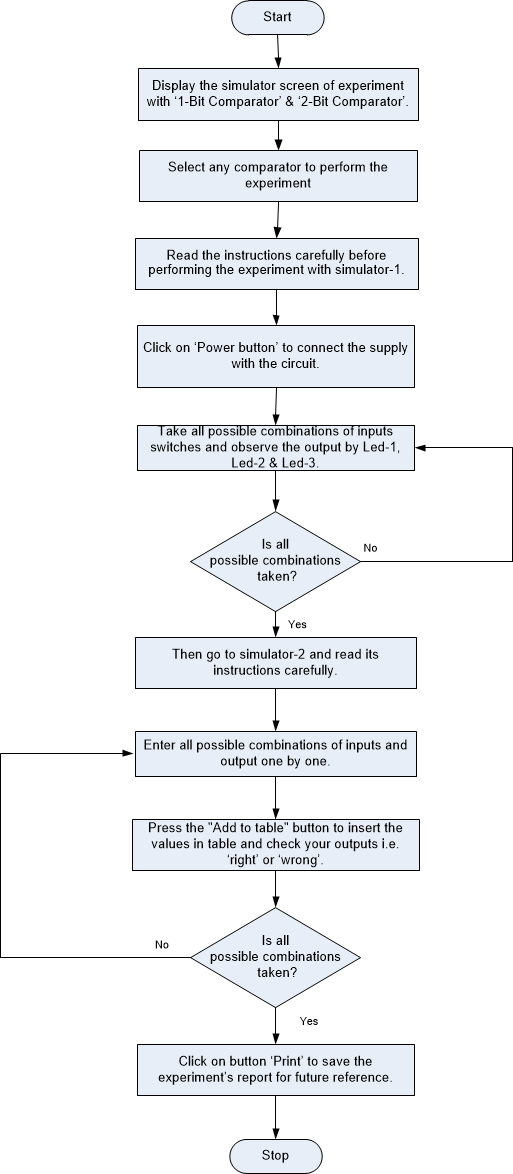 Start
Display the simulator screen of experiment
with ‘1-Bit Comparator’ & ‘2-Bit Comparator’.
Select any comparator to perform the
experiment
Read the instructions carefully before
performing the experiment with simulator-1.
Click on ‘Power button’ to connect the supply
with the circuit.
Take all possible combinations of inputs
switches and observe the output by Led-1,
Led-2 & Led-3.
Is all
possible combinations
taken?
No
Yes
Then go to simulator-2 and read its
instructions carefully.
Enter all possible combinations of inputs and
output one by one.
Press the "Add to table" button to insert the
values in table and check your outputs i.e.
‘right’ or ‘wrong’.
Is all
possible combinations
taken?
No
Yes
Click on button ‘Print’ to save the
experiment’s report for future reference.
Stop